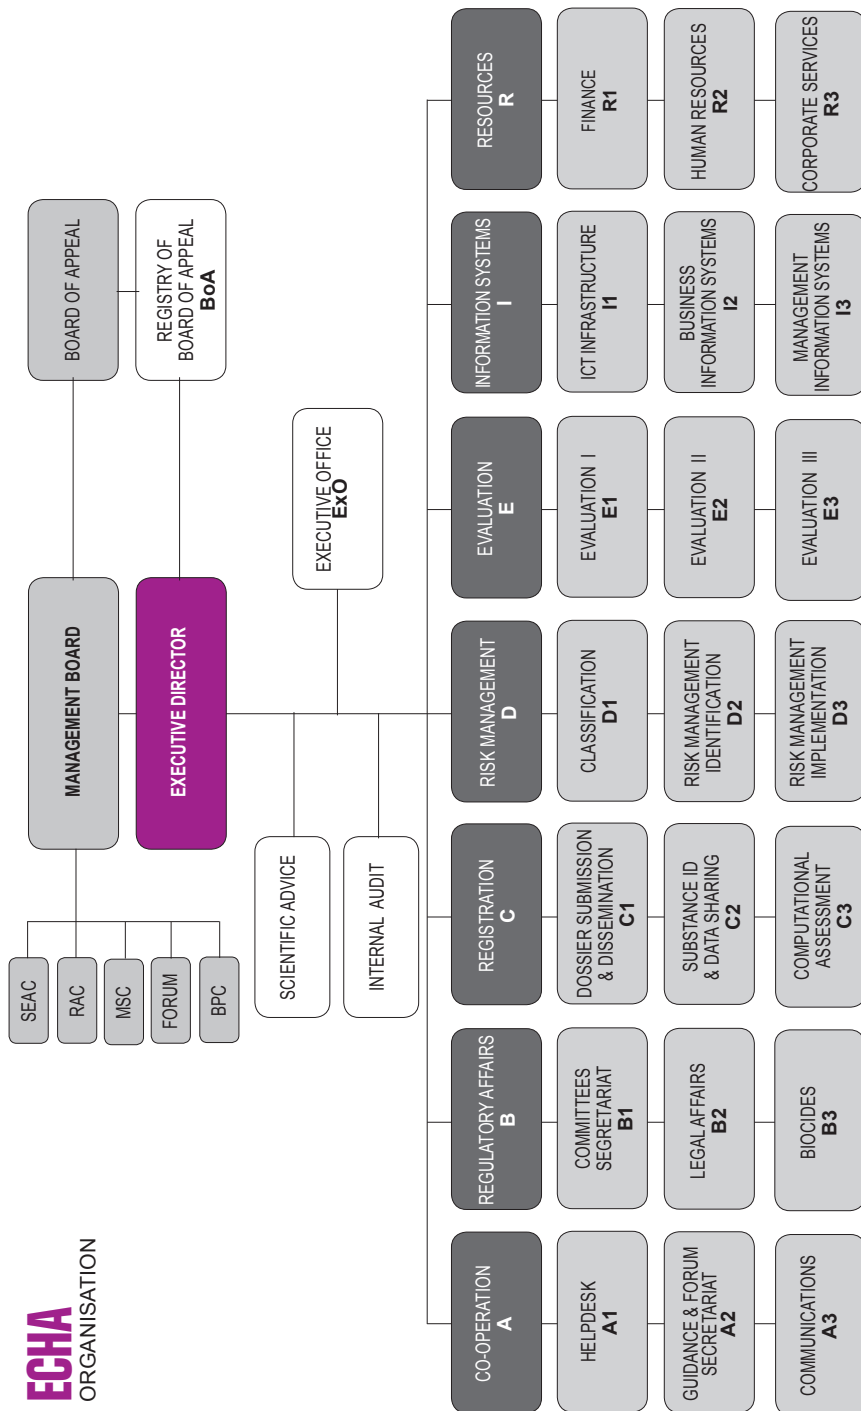 ECHA
ORGANISATION
SEAC
RAC
MSC
FORUM
BPC
MANAGEMENT BOARD
BOARD OF APPEAL
EXECUTIVE DIRECTOR
REGISTRY OF
BOARD OF APPEAL
BoA
SCIENTIFIC ADVICE
EXECUTIVE OFFICE
ExO
INTERNAL AUDIT
CO-OPERATION
A
HELPDESK
A1
GUIDANCE & FORUM
SECRETARIAT
A2
COMMUNICATIONS
A3
REGULATORY AFFAIRS
B
COMMITTEES
SEGRETARIAT
B1
LEGAL AFFAIRS
B2
BIOCIDES
B3
REGISTRATION
C
DOSSIER SUBMISSION
& DISSEMINATION
C1
SUBSTANCE ID
& DATA SHARING
C2
COMPUTATIONAL
ASSESSMENT
C3
RISK MANAGEMENT
D
CLASSIFICATION
D1
RISK MANAGEMENT
IDENTIFICATION
D2
RISK MANAGEMENT
IMPLEMENTATION
D3
EVALUATION
E
EVALUATION I
E1
EVALUATION II
E2
EVALUATION III
E3
INFORMATION SYSTEMS
I
ICT INFRASTRUCTURE
I1
BUSINESS
INFORMATION SYSTEMS
I2
MANAGEMENT
INFORMATION SYSTEMS
I3
RESOURCES
R
FINANCE
R1
HUMAN RESOURCES
R2
CORPORATE SERVICES
R3